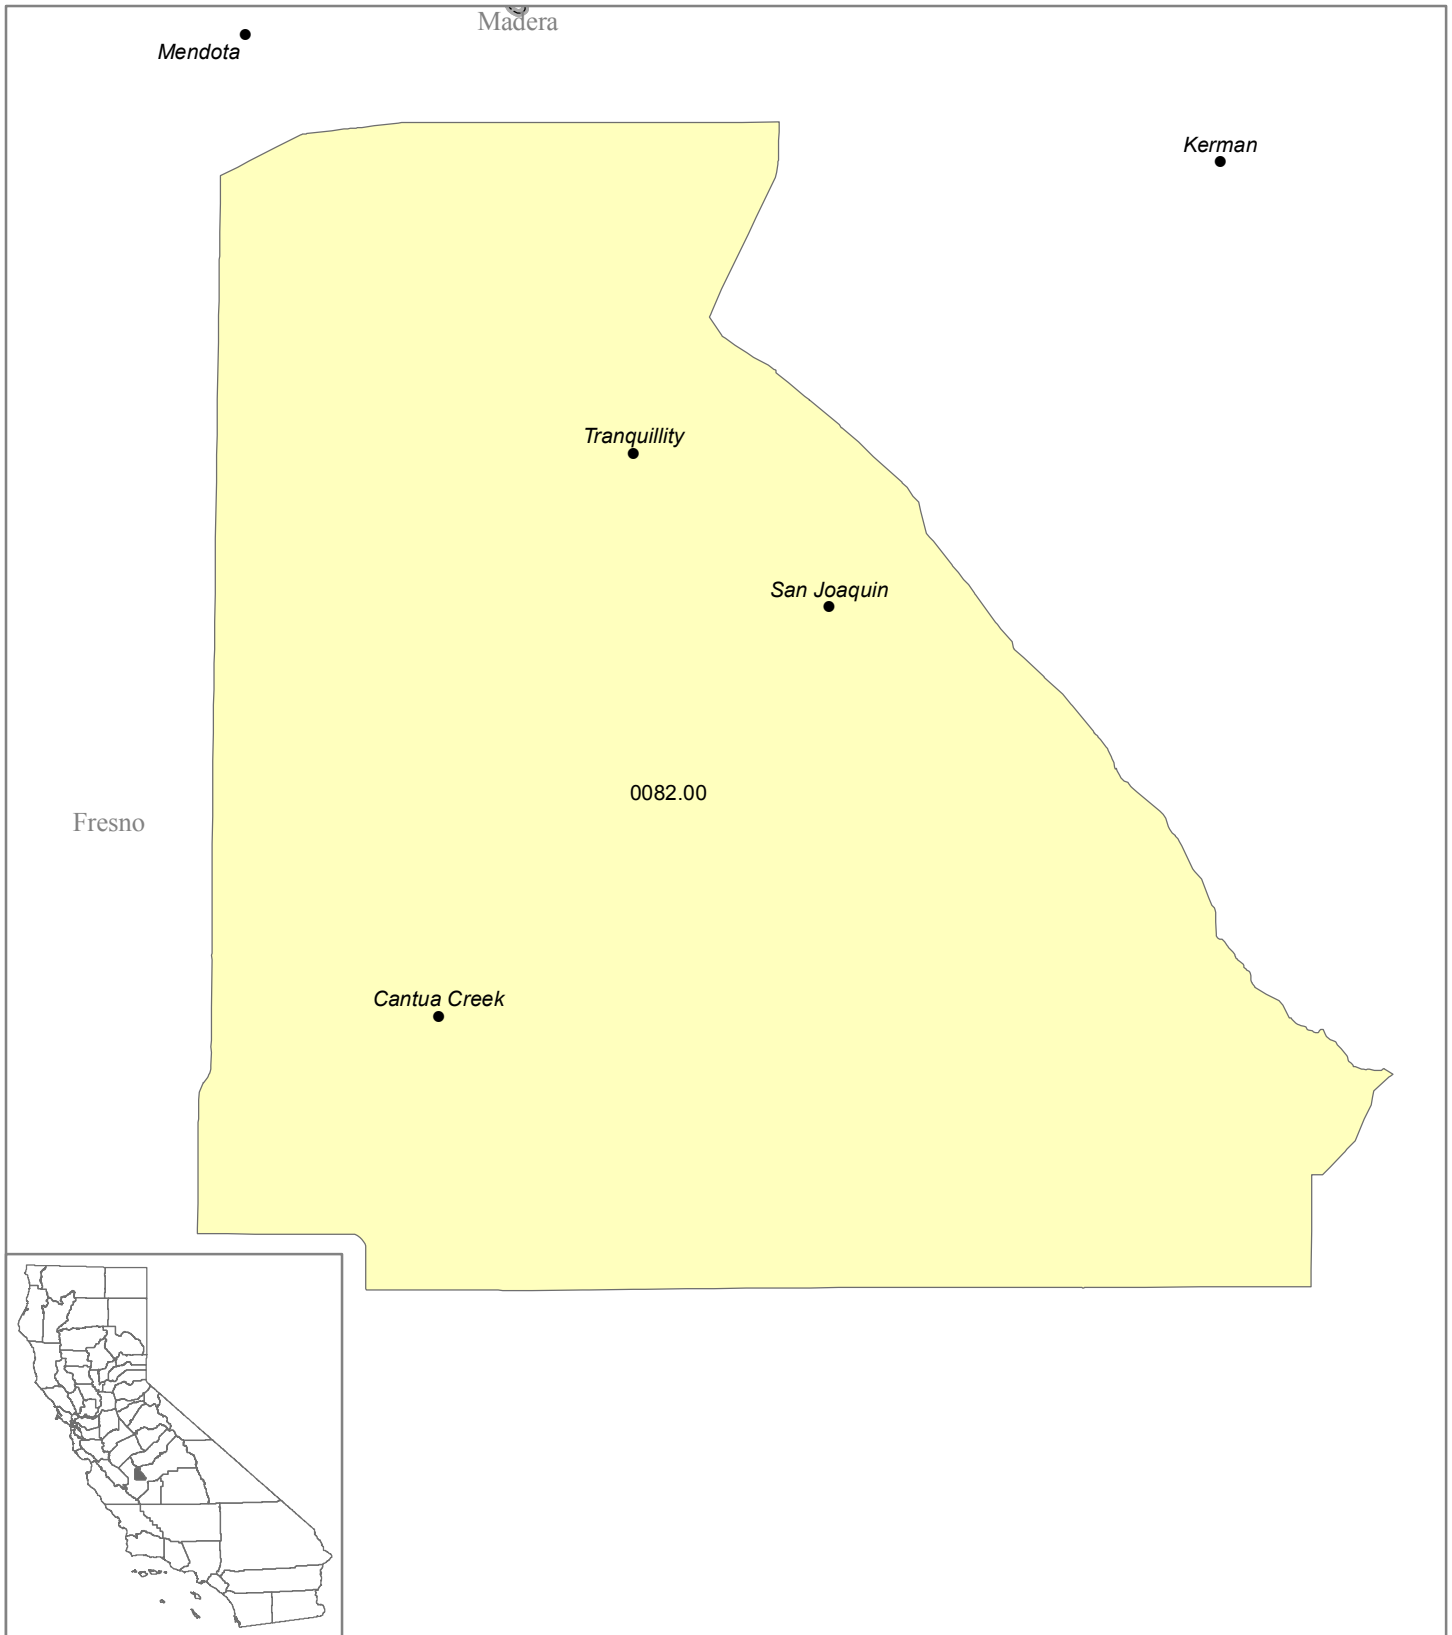 Madera
Mendota
Kerman
Tranquillity
San Joaquin
0082.00
Fresno
Cantua Creek